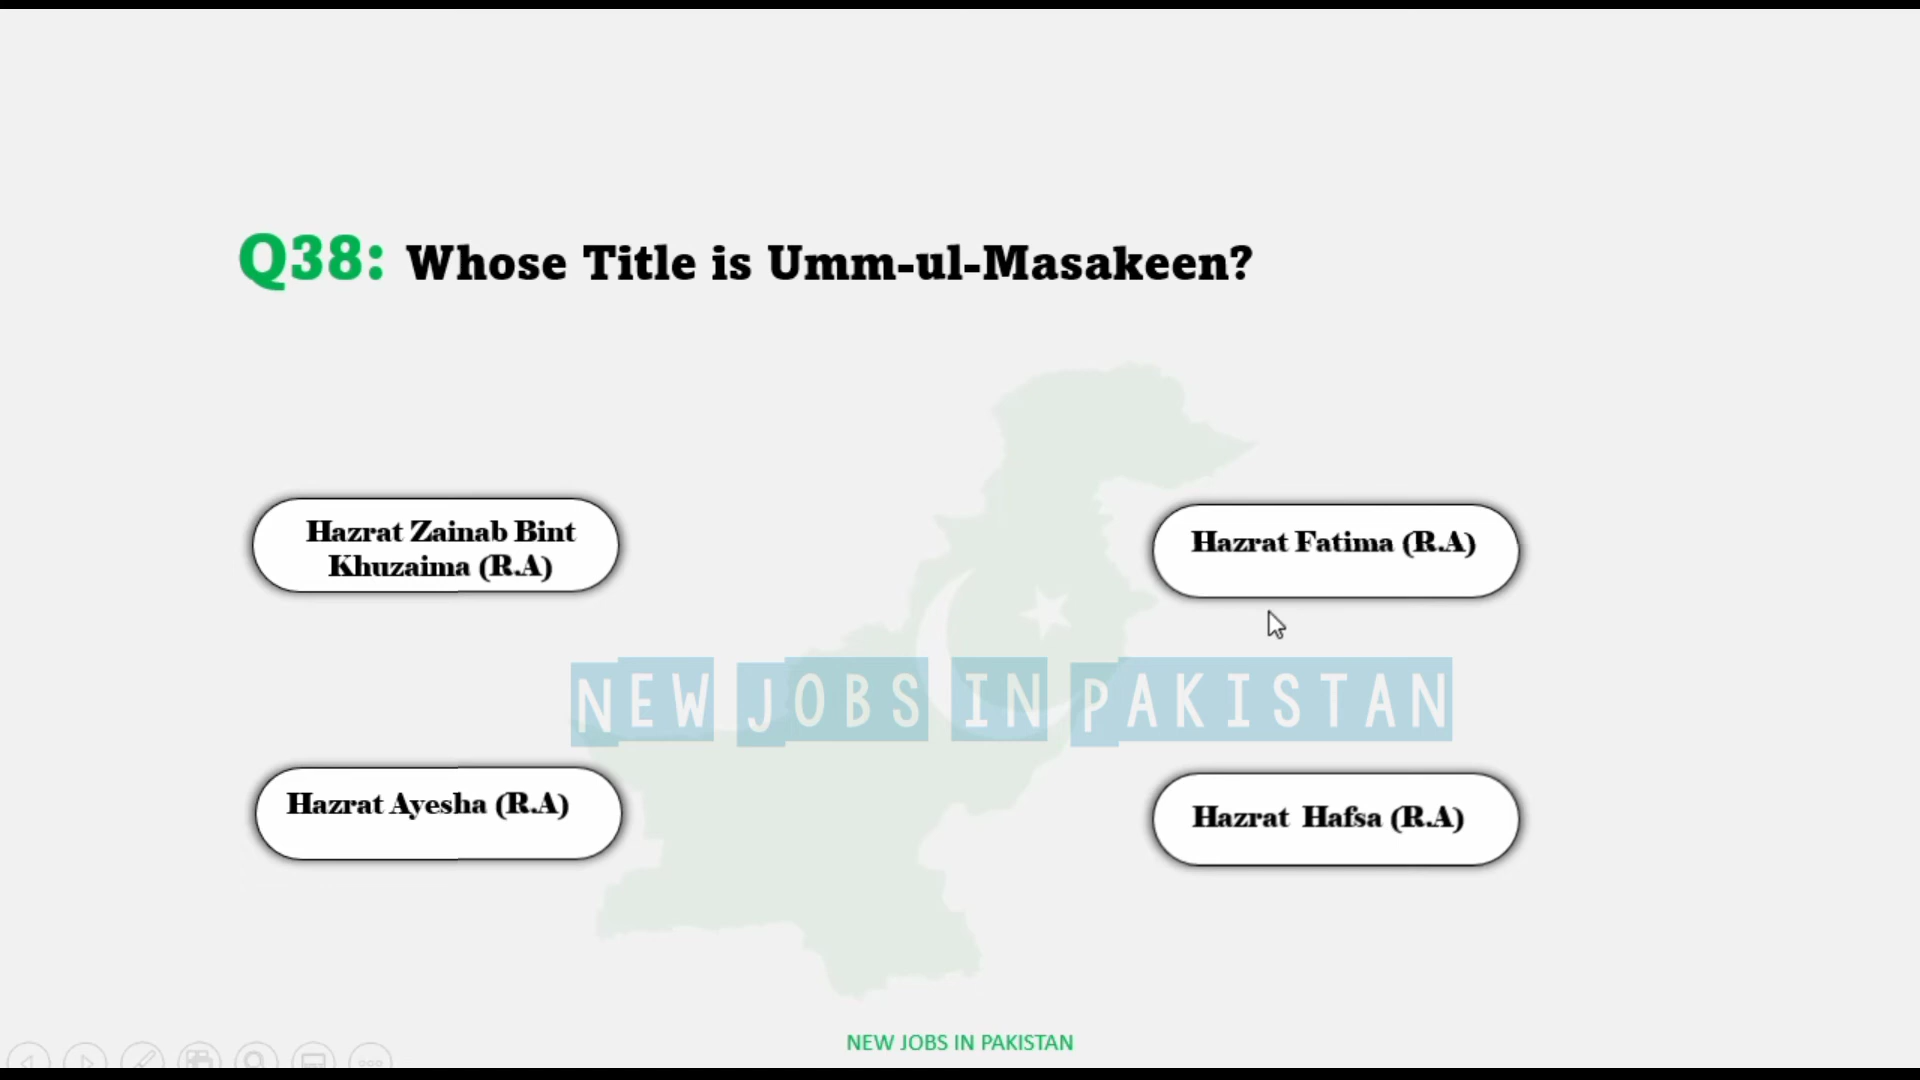 Q38: Whose Title is Umm-ul-Masakeen?
Hazrat Zainab Bint
Khuzaima (R.A)
Hazrat Fatima (R.A)
NEW JOBS IN PAKISTAN
Hazrat Ayesha (R.A)
Hazrat Hafsa (R.A)
NEW JOBS IN PAKISTAN